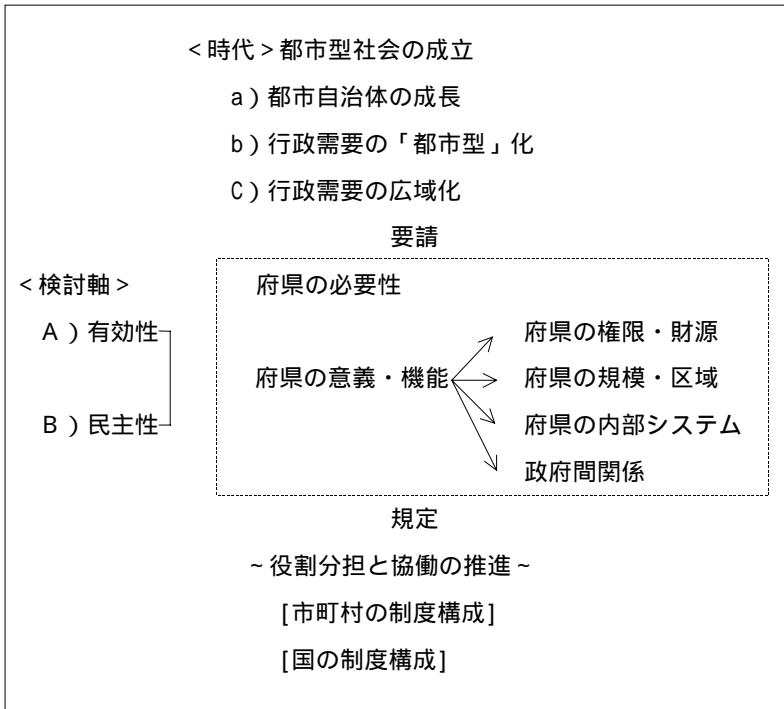 ＜時代＞都市型社会の成立
a）都市自治体の成長
b）行政需要の「都市型」化
C）行政需要の広域化
要請
＜検討軸＞
A）有効性
B）民主性
府県の必要性
府県の意義・機能
府県の権限・財源
府県の規模・区域
府県の内部システム
政府間関係
規定
~役割分担と協働の推進~
[市町村の制度構成]
[国の制度構成]